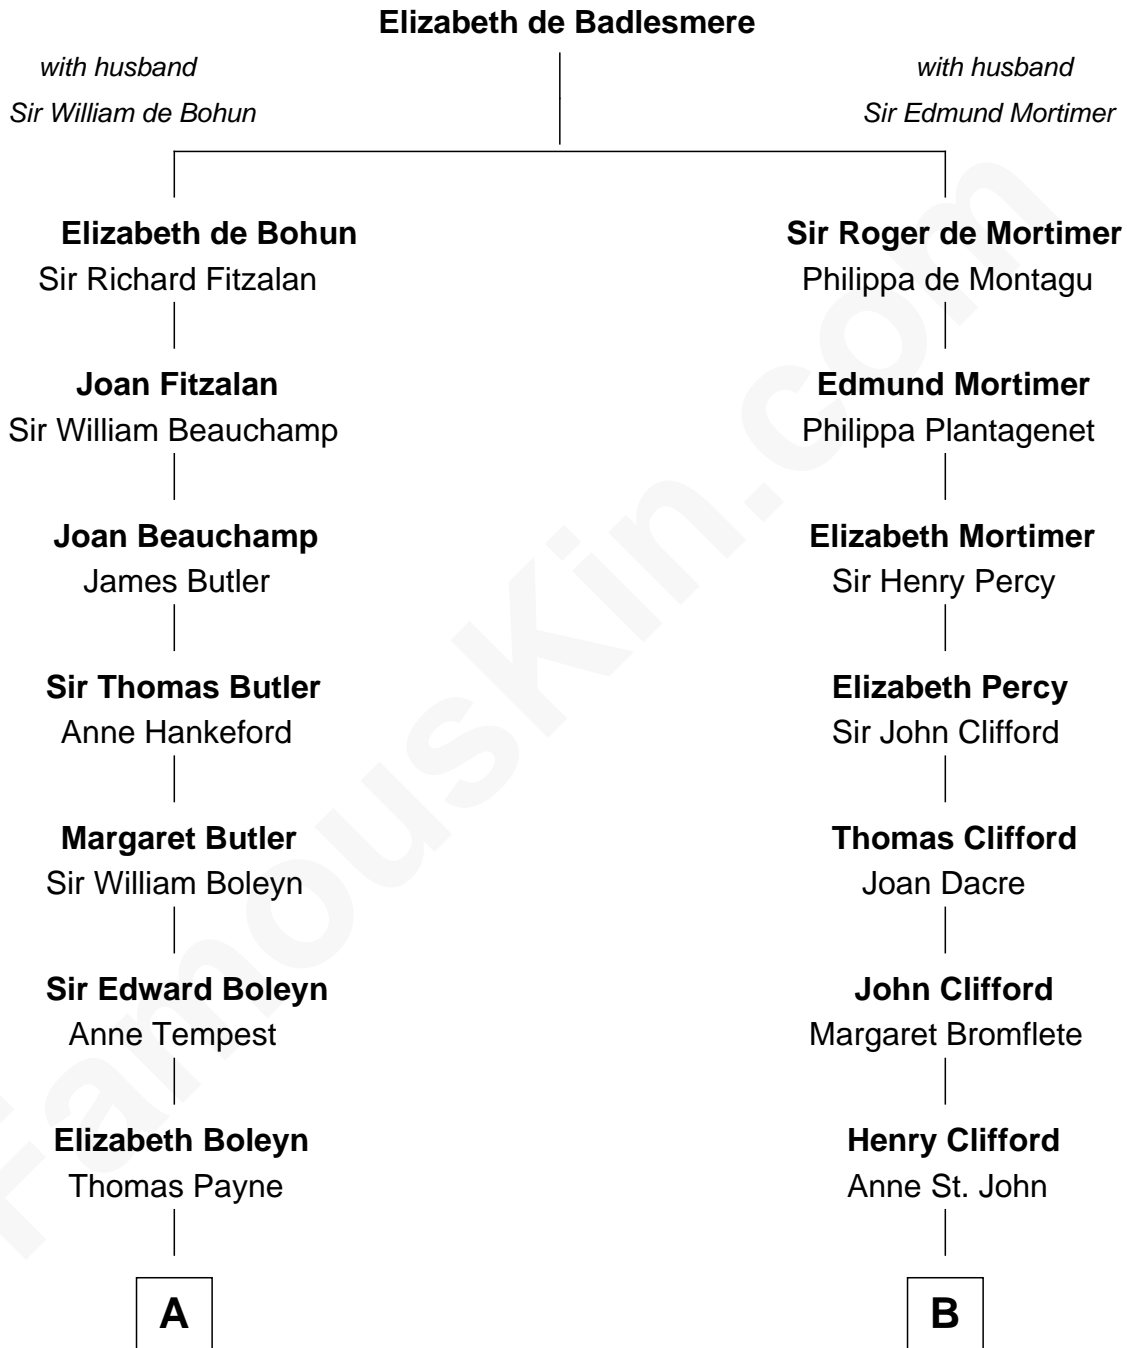 Elizabeth de Badlesmere
with husband
Sir William de Bohun
with husband
Sir Edmund Mortimer
Elizabeth de Bohun
Sir Richard Fitzalan
Sir Roger de Mortimer
Philippa de Montagu
Joan Fitzalan
Sir William Beauchamp
Edmund Mortimer
Philippa Plantagenet
Joan Beauchamp
James Butler
Elizabeth Mortimer
Sir Henry Percy
Sir Thomas Butler
Anne Hankeford
Elizabeth Percy
Sir John Clifford
Margaret Butler
Sir William Boleyn
Thomas Clifford
Joan Dacre
Sir Edward Boleyn
Anne Tempest
John Clifford
Margaret Bromflete
Elizabeth Boleyn
Thomas Payne
Henry Clifford
Anne St. John
A
B
FamousKin.com